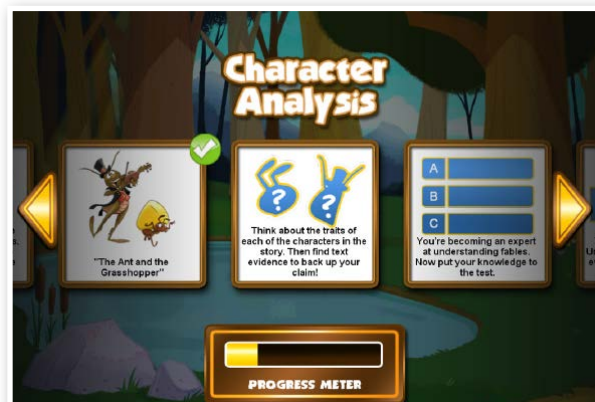 Character
Analysis
"The Ant and the
Grasshopper"
?
?
Think about the traits of
each of the characters in the
story. Then find text
evidence to back up your
claim!
A
B
C
You're becoming an expert
at understanding fables.
Now put your knowledge to
the test.
PROGRESS METER